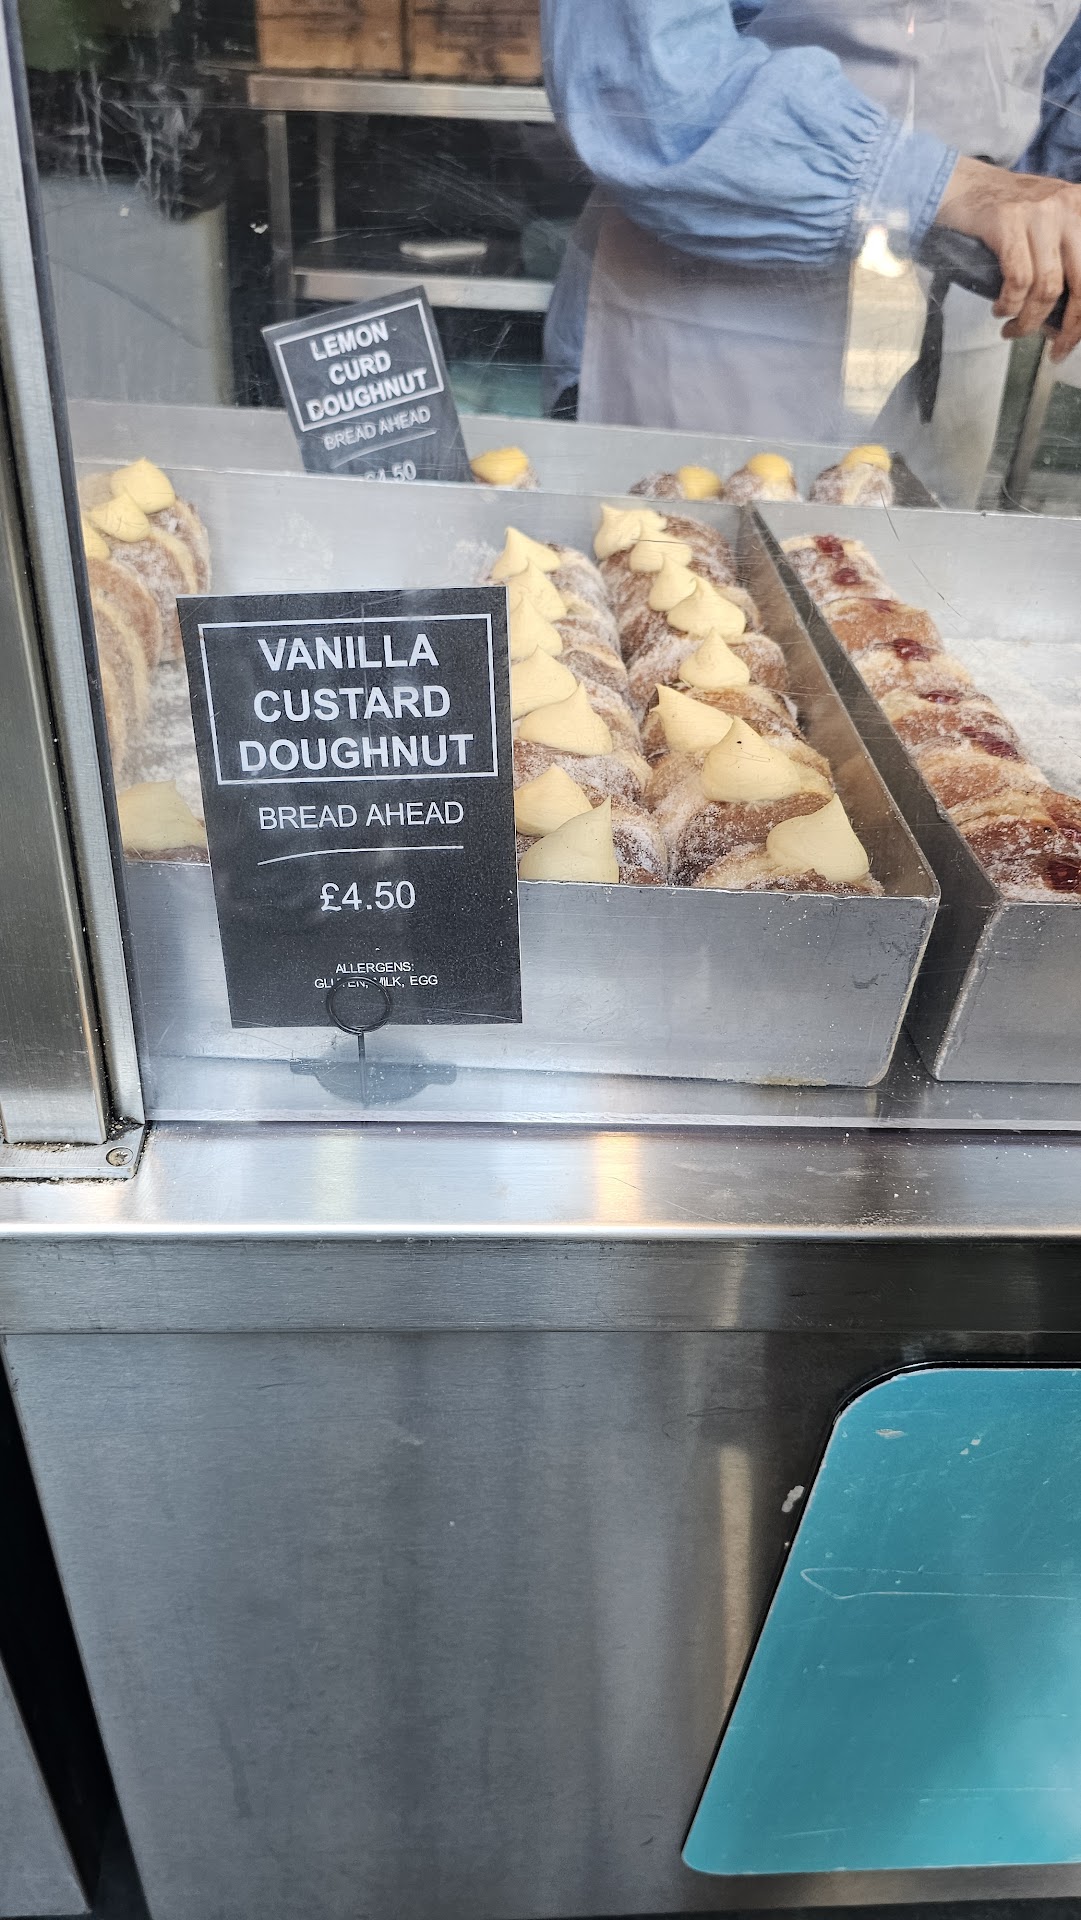 LEMON
CURD
DOUGHNUT
BREAD AHEAD
VANILLA
CUSTARD
DOUGHNUT
BREAD AHEAD
£4.50
ALLERGENS:
EGG